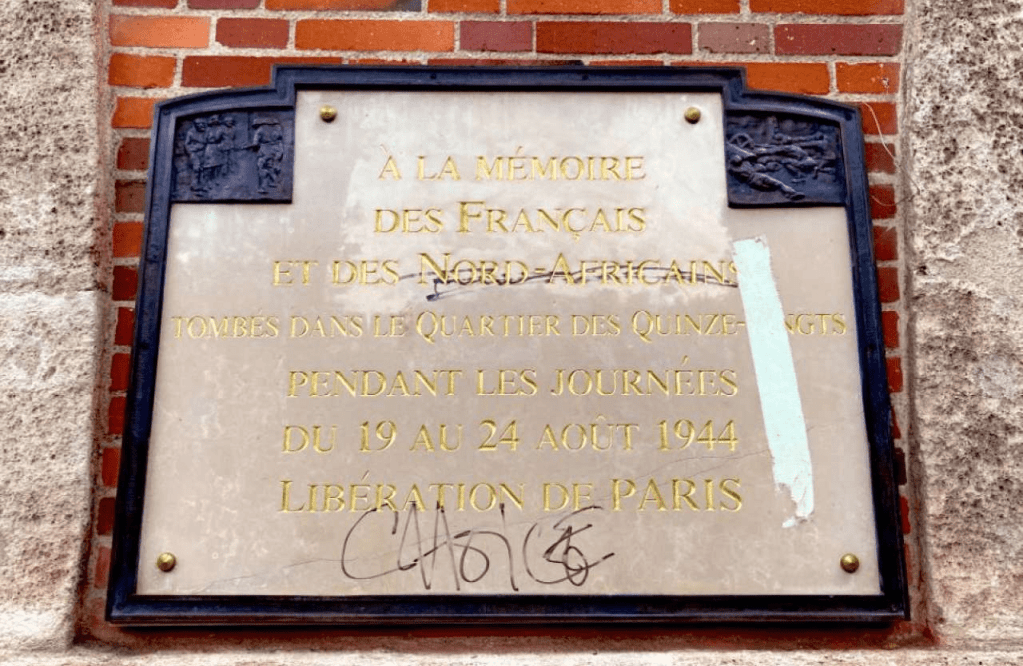 À LA MÉMOIRE
DES FRANÇAIS
ET DES NORD-AFRICAINS
TOMBÉS DANS LE QUARTIER DES QUINZE-VINGTS
PENDANT LES JOURNÉES
DU 19 AU 24 AOÛT 1944
LIBÉRATION DE PARIS